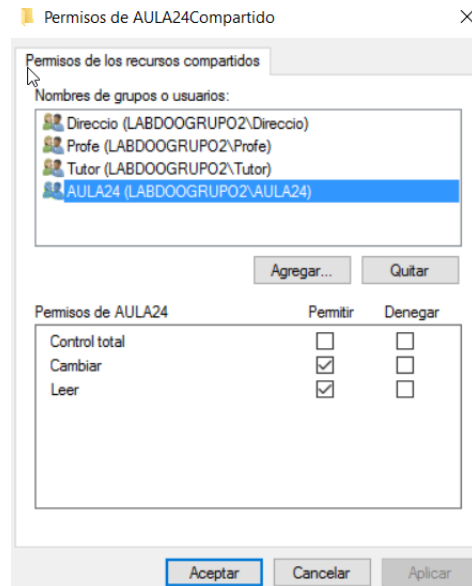 Permisos de AULA24Compartido
Permisos de los recursos compartidos
Nombres de grupos o usuarios:
Direccio (LABDOOGRUPO2\Direccio)
Profe (LABDOOGRUPO2\Profe)
Tutor (LABDOOGRUPO2\Tutor)
AULA24 (LABDOOGRUPO2\AULA24)
Agregar... Quitar
Permisos de AULA24 Permitir Denegar
Control total
Cambiar
Leer
Aceptar Cancelar Aplicar